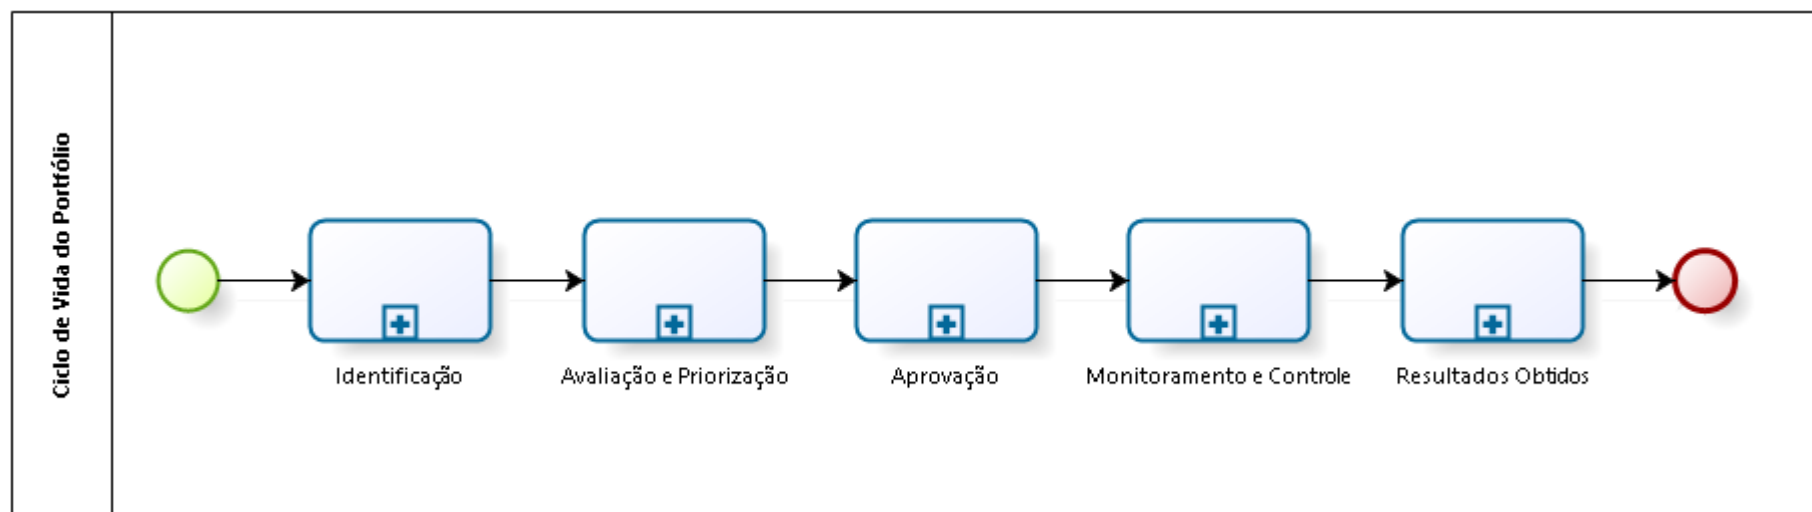 Ciclo de Vida do Portfólio
Identificação
Avaliação e Priorização
Aprovação
Monitoramento e Controle
Resultados Obtidos